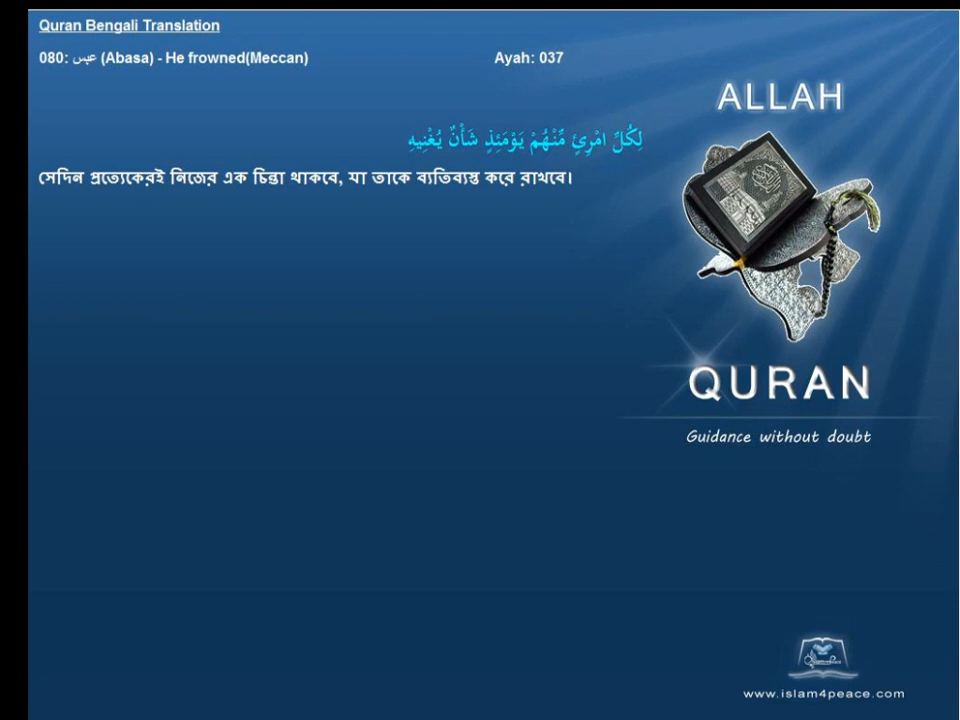 Quran Bengali Translation
080: عبس (Abasa) - He frowned(Meccan) Ayah: 037
لِكُلِّ امْرِئٍ مِّنْهُمْ يَوْمَئِذٍ شَأْنٌ يُغْنِيهِ
সেদিন প্রত্যেকেরই নিজের এক চিন্তা থাকবে, যা তাকে ব্যতিব্যস্ত করে রাখবে।
ALLAH
QURAN
Guidance without doubt
www.islam4peace.com